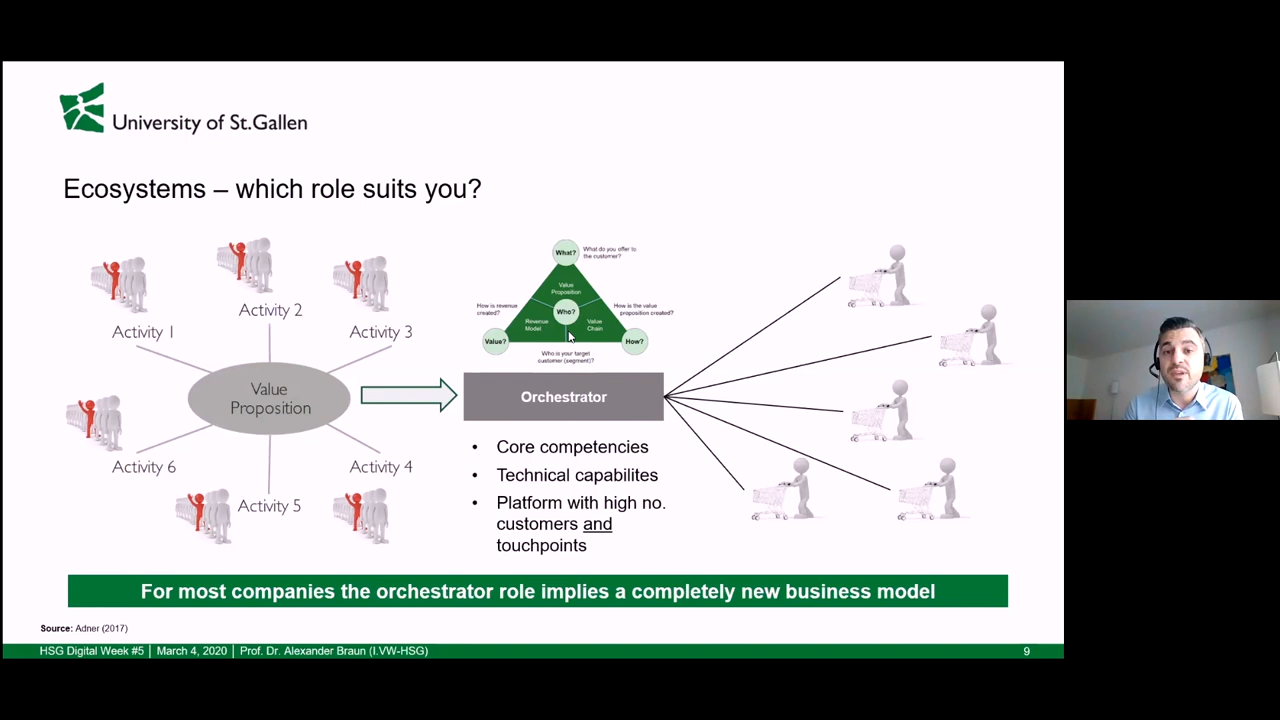 University of St.Gallen
Ecosystems – which role suits you?
Activity 1
Activity 2
Activity 3
Value
Proposition
Activity 6
Activity 4
Activity 5
What?
What do you offer to
the customer?
Value
Proposition
How is revenue
created?
Who?
How is the value
proposition created?
Revenue
Model
Value
Chain
Value?
How?
Who is your target
customer (segment)?
Orchestrator
• Core competencies
• Technical capabilites
• Platform with high no.
customers and
touchpoints
For most companies the orchestrator role implies a completely new business model
Source: Adner (2017)
HSG Digital Week #5 | March 4, 2020 | Prof. Dr. Alexander Braun (I.VW-HSG)
9